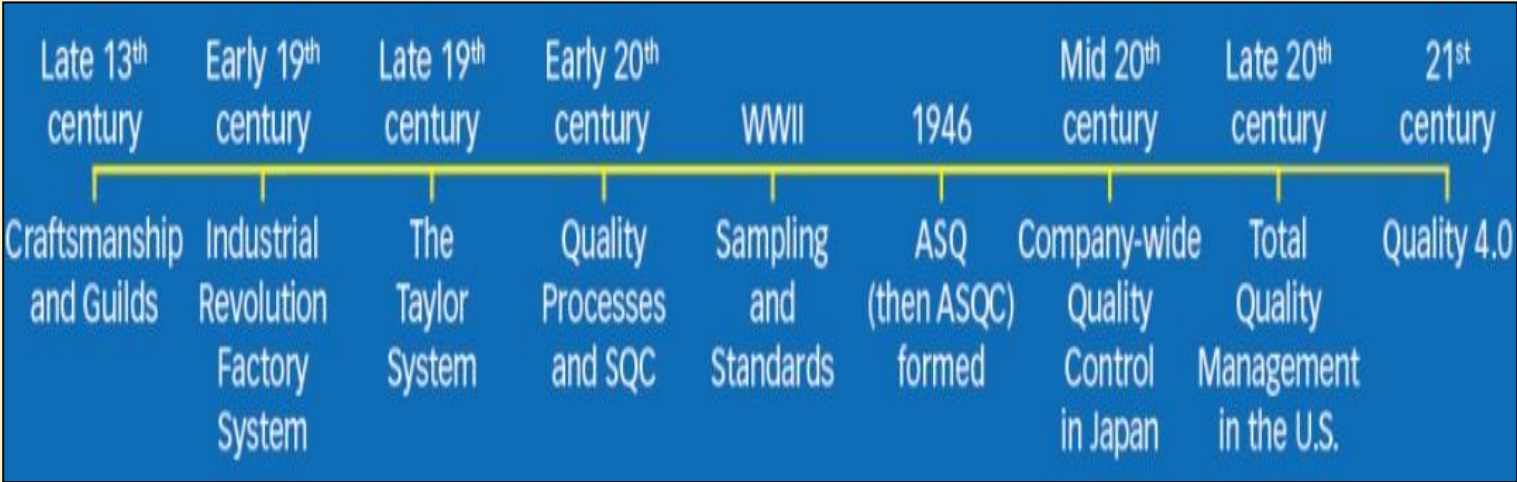 Late 13th
century
Early 19th
century
Late 19th
century
Early 20th
century
WWII
1946
Mid 20th
century
Late 20th
century
21st
century
Craftsmanship
and Guilds
Industrial
Revolution
Factory
System
The
Taylor
System
Quality
Processes
and SQC
Sampling
and
Standards
ASQ
(then ASQC)
formed
Company-wide
Quality
Control
in Japan
Total
Quality
Management
in the U.S.
Quality 4.0